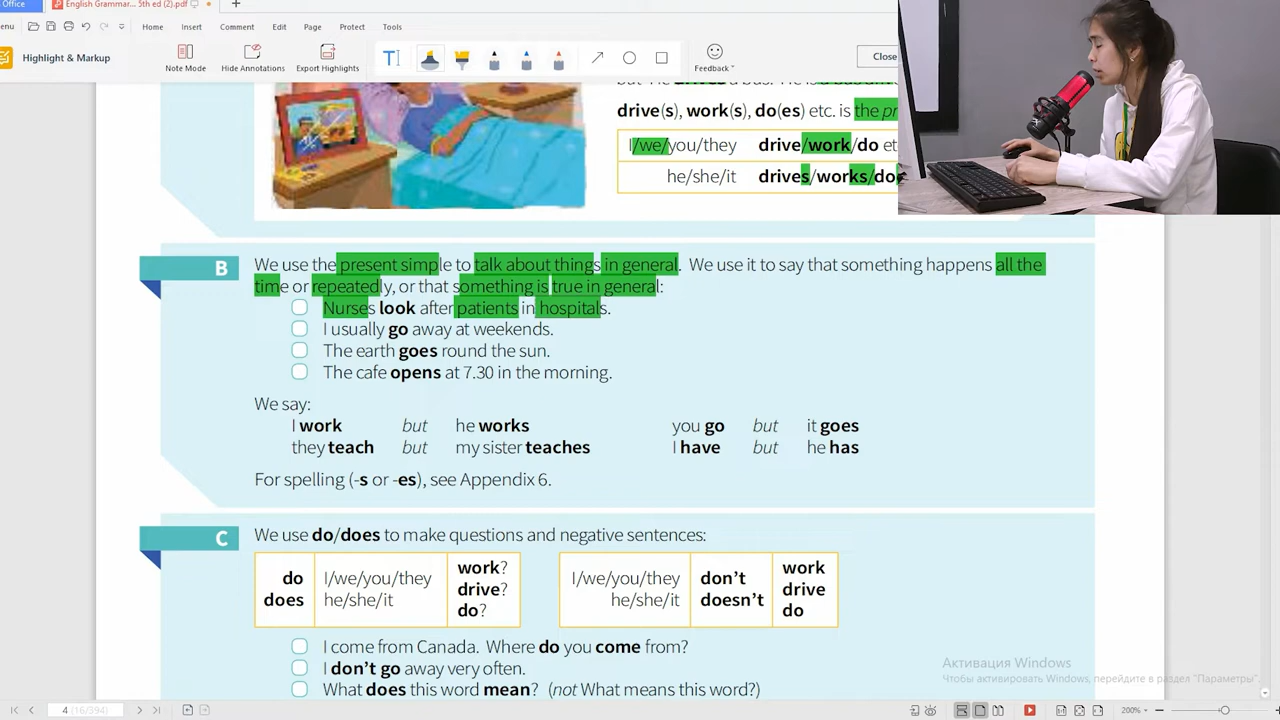 Office
English Grammar... 5th ed (2).pdf
enu
Home
Insert
Comment
Edit
Page
Protect
Tools
Highlight & Markup
Note Mode
Hide Annotations
Export Highlights
Feedback
Close
drive(s), work(s), do(es) etc. is the pr
I/we/you/they drive/work/do et
he/she/it drives/works/do
B
We use the present simple to talk about things in general. We use it to say that something happens all the
time or repeatedly, or that something is true in general:
Nurses look after patients in hospitals.
I usually go away at weekends.
The earth goes round the sun.
The cafe opens at 7.30 in the morning.
We say:
I work but he works you go but it goes
they teach but my sister teaches I have but he has
For spelling (-s or -es), see Appendix 6.
C
We use do/does to make questions and negative sentences:
do I/we/you/they work?
does he/she/it drive?
do?
I/we/you/they don't work
he/she/it doesn't drive
do
I come from Canada. Where do you come from?
I don't go away very often.
What does this word mean? (not What means this word?)
Активация Windows
Чтобы активировать Windows, перейдите в раздел "Параметры".
4 (16/394)
200%